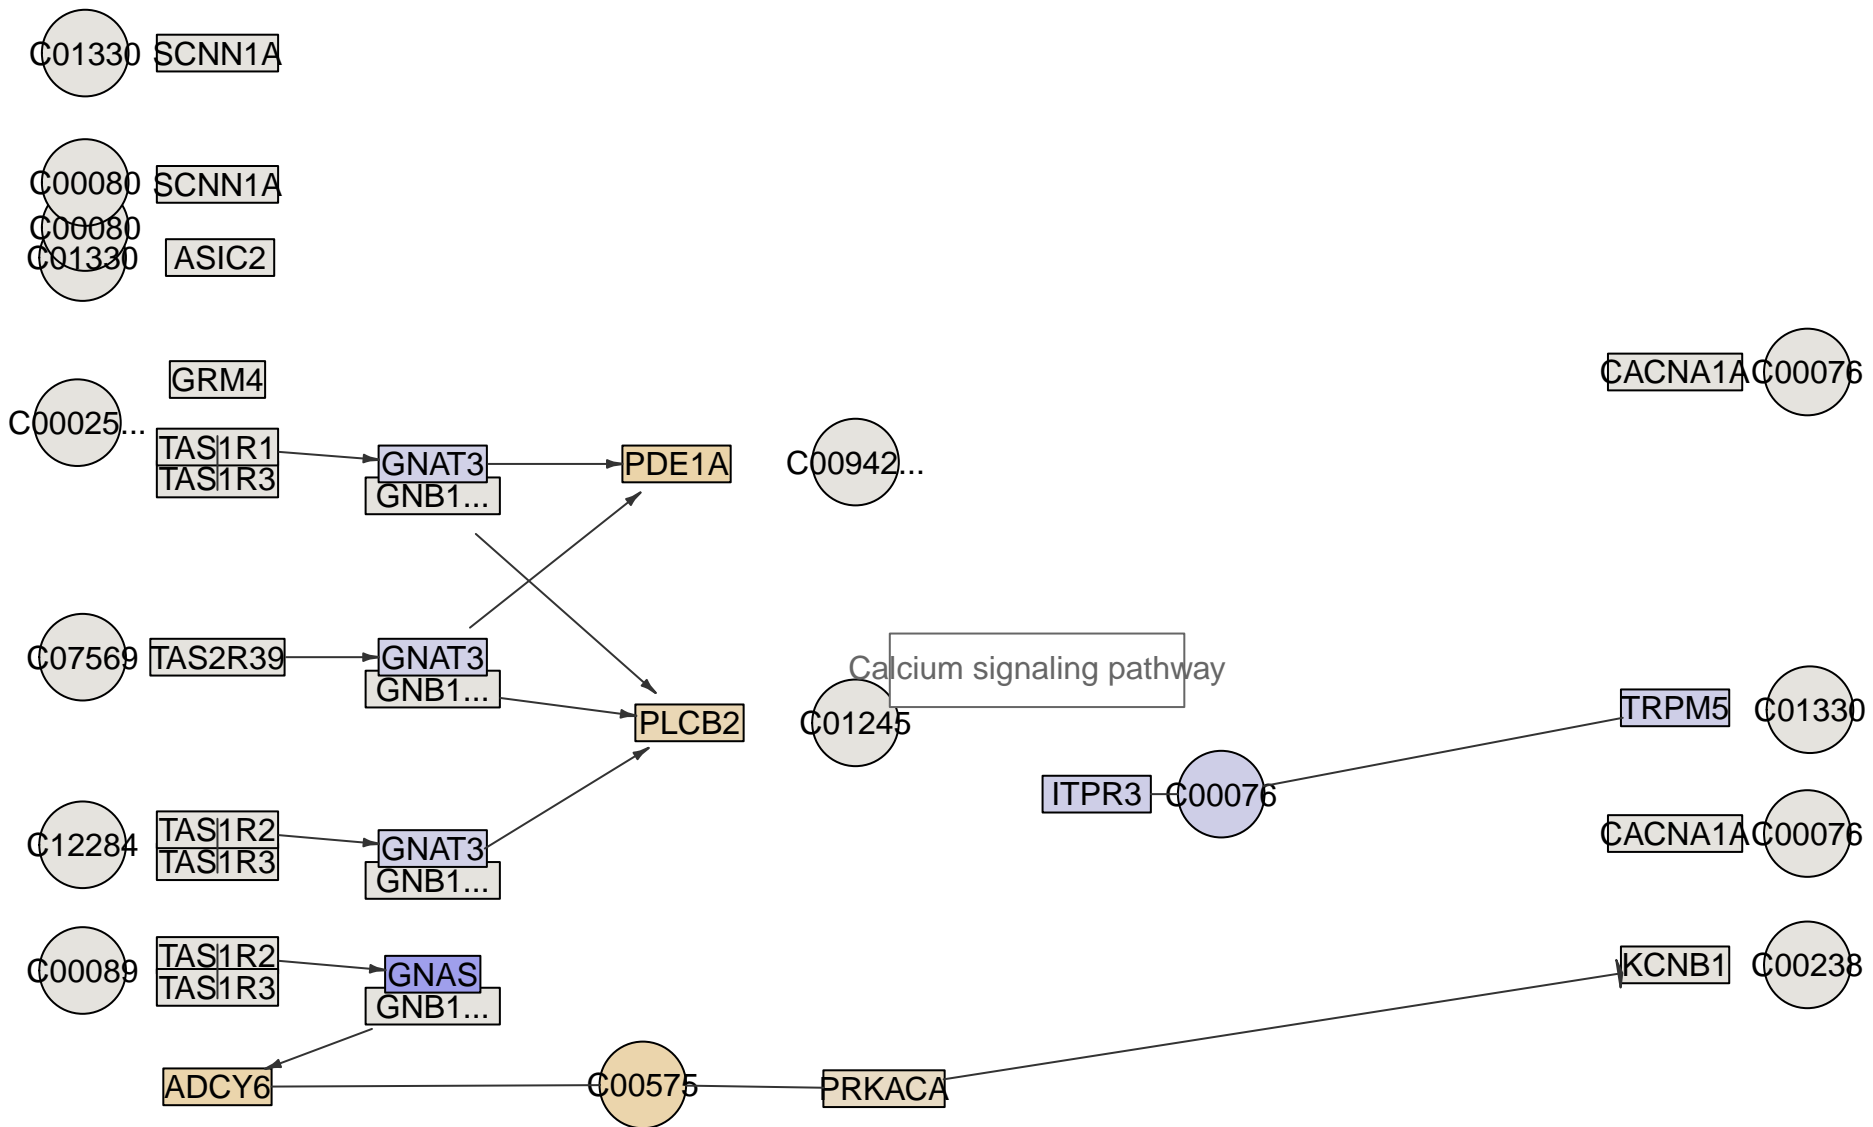 C01330 SCNN1A
C00080 SCNN1A
C00080
C01330 ASIC2
GRM4
CACNA1A C00076
C00025...
TAS1R1
TAS1R3
GNAT3
GNB1...
PDE1A
C00942...
C07569 TAS2R39
GNAT3
GNB1...
Calcium signaling pathway
PLCB2
C01245
TRPM5 C01330
ITPR3 C00076
C12284
TAS1R2
TAS1R3
GNAT3
GNB1...
CACNA1A C00076
C00089
TAS1R2
TAS1R3
GNAS
GNB1...
KCNB1 C00238
ADCY6
C00575
PRKACA